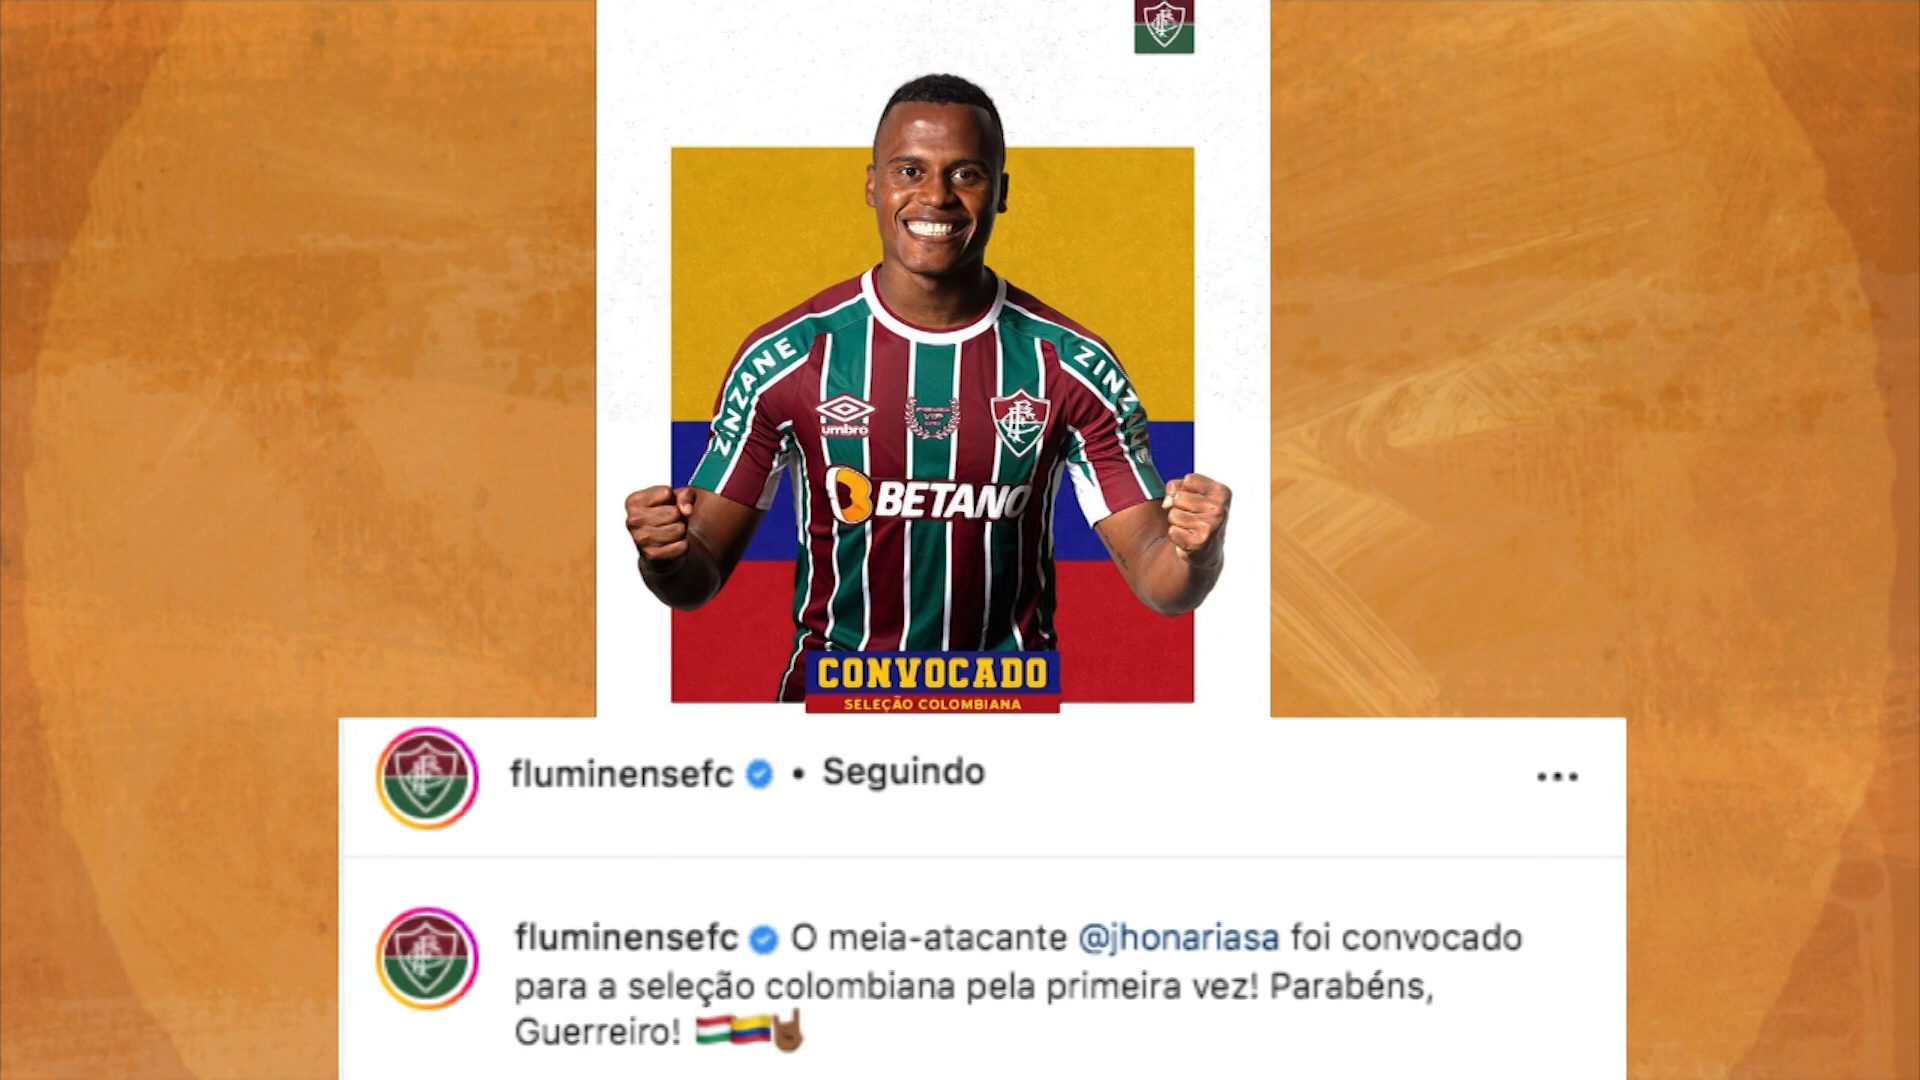 ZINZANE
ZINZ
umbro
BETANO
CONVOCADO
SELEÇÃO COLOMBIANA
fluminensefc • Seguindo
fluminensefc O meia-atacante @jhonariasa foi convocado
para a seleção colombiana pela primeira vez! Parabéns,
Guerreiro!